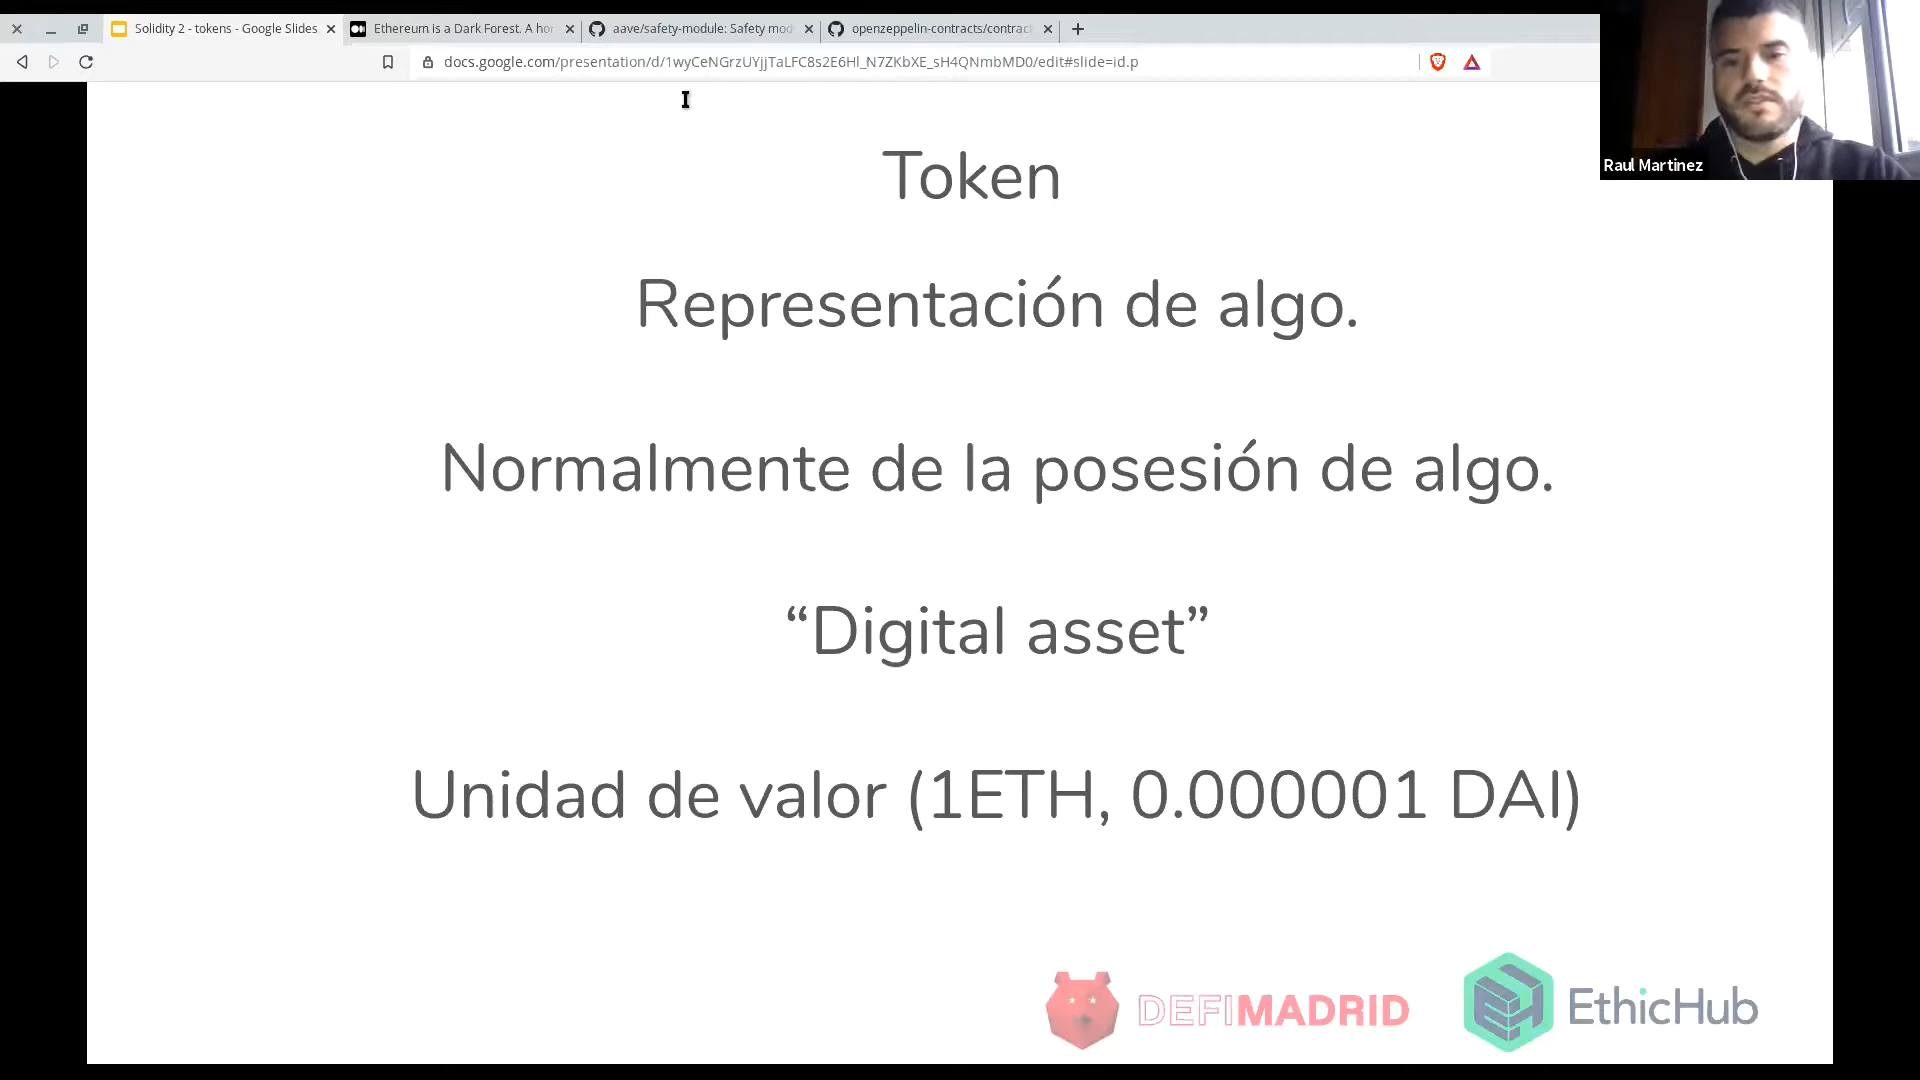 Solidity 2 - tokens - Google Slides
Ethereum is a Dark Forest. A hor
aave/safety-module: Safety mod
openzeppelin-contracts/contrac
docs.google.com/presentation/d/1wyCeNGrzUYjjTaLFC8s2E6Hl_N7ZKbXE_sH4QNmbMD0/edit#slide=id.p
Raul Martinez
Token
Representación de algo.
Normalmente de la posesión de algo.
“Digital asset”
Unidad de valor (1ETH, 0.000001 DAI)
DEFIMADRID
EthicHub